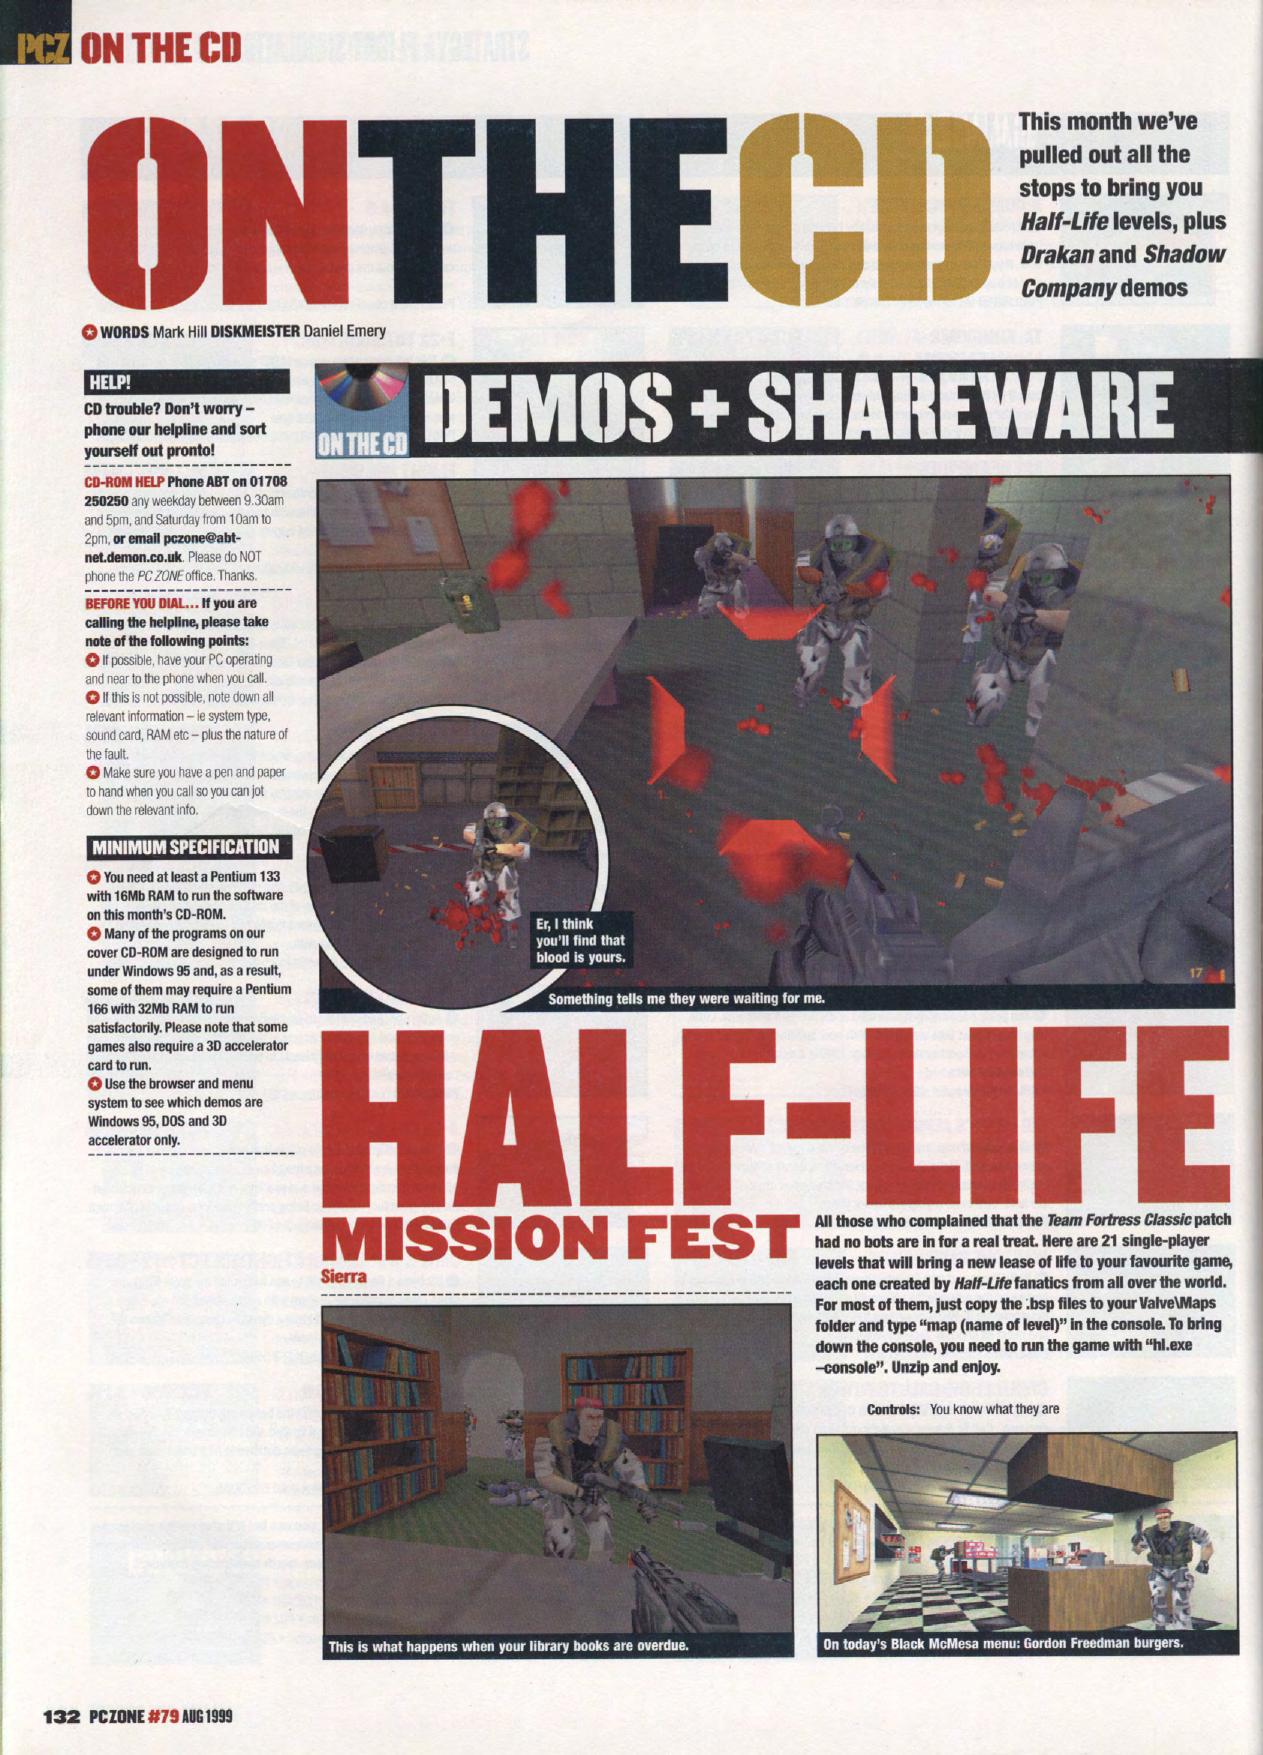 PCZ ON THE CD
ON THE CD
This month we've
pulled out all the
stops to bring you
Half-Life levels, plus
Drakan and Shadow
Company demos
WORDS Mark Hill DISKMEISTER Daniel Emery
HELP!
CD trouble? Don't worry –
phone our helpline and sort
yourself out pronto!
CD-ROM HELP Phone ABT on 01708
250250 any weekday between 9.30am
and 5pm, and Saturday from 10am to
2pm, or email pczone@abt-
net.demon.co.uk. Please do NOT
phone the PC ZONE office. Thanks.
BEFORE YOU DIAL... If you are
calling the helpline, please take
note of the following points:
If possible, have your PC operating
and near to the phone when you call.
If this is not possible, note down all
relevant information – ie system type,
sound card, RAM etc – plus the nature of
the fault.
Make sure you have a pen and paper
to hand when you call so you can jot
down the relevant info.
MINIMUM SPECIFICATION
You need at least a Pentium 133
with 16Mb RAM to run the software
on this month's CD-ROM.
Many of the programs on our
cover CD-ROM are designed to run
under Windows 95 and, as a result,
some of them may require a Pentium
166 with 32Mb RAM to run
satisfactorily. Please note that some
games also require a 3D accelerator
card to run.
Use the browser and menu
system to see which demos are
Windows 95, DOS and 3D
accelerator only.
ON THE CD
DEMOS + SHAREWARE
Er, I think
you'll find that
blood is yours.
17
Something tells me they were waiting for me.
HALF-LIFE
MISSION FEST
Sierra
All those who complained that the Team Fortress Classic patch
had no bots are in for a real treat. Here are 21 single-player
levels that will bring a new lease of life to your favourite game,
each one created by Half-Life fanatics from all over the world.
For most of them, just copy the .bsp files to your Valve\Maps
folder and type “map (name of level)” in the console. To bring
down the console, you need to run the game with “hl.exe
–console”. Unzip and enjoy.
Controls: You know what they are
This is what happens when your library books are overdue.
On today's Black McMesa menu: Gordon Freedman burgers.
132 PCZONE #79 AUG 1999